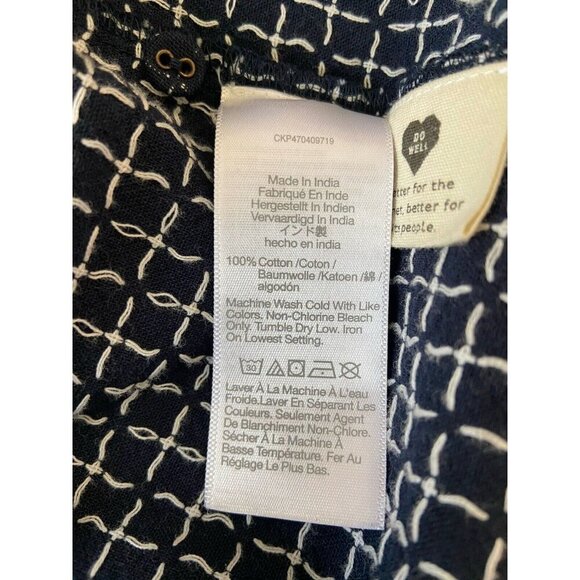 CKP470409719
Made In India
Fabriqué En Inde
Hergestellt In Indien
Vervaardigd In India
インド製
hecho en india
100% Cotton /Coton /
Baumwolle / Katoen /綿 /
algodón
Machine Wash Cold With Like
Colors. Non-Chlorine Bleach
Only. Tumble Dry Low. Iron
On Lowest Setting.
30
Laver À La Machine À L'eau
Froide.Laver En Séparant Les
Couleurs. Seulement Agent
De Blanchiment Non-Chlore.
Sécher À La Machine À
Basse Température. Fer Au
Réglage Le Plus Bas.
DO
WELL
etter for the
net, better for
people.